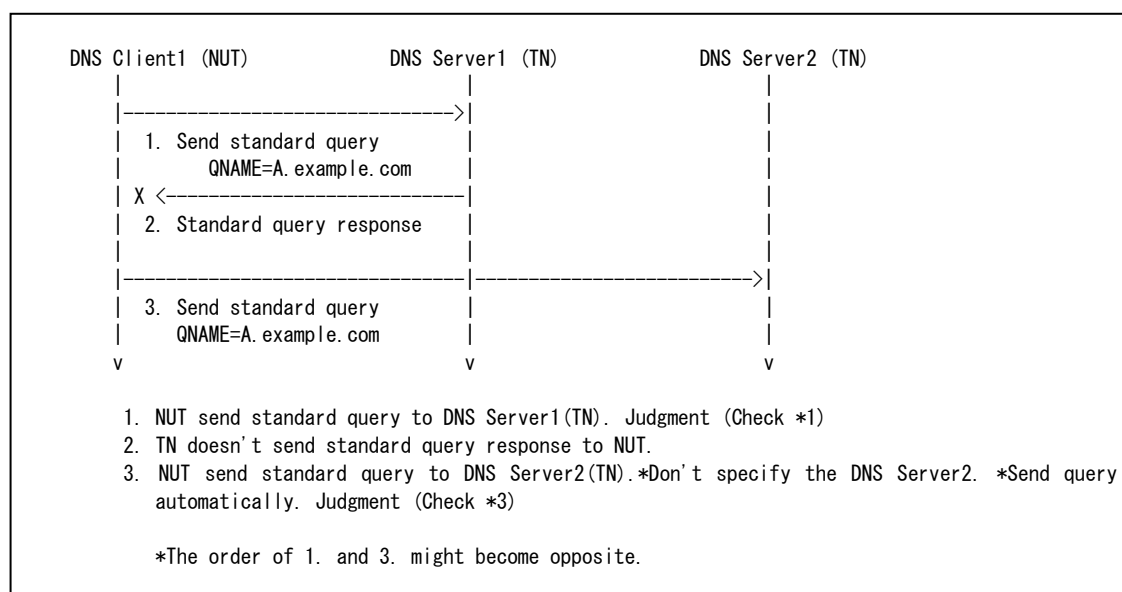 DNS Client1 (NUT) DNS Server1 (TN) DNS Server2 (TN)
1. Send standard query
QNAME=A.example.com
X
2. Standard query response
3. Send standard query
QNAME=A.example.com
v v v
1. NUT send standard query to DNS Server1(TN). Judgment (Check *1)
2. TN doesn't send standard query response to NUT.
3. NUT send standard query to DNS Server2(TN).*Don't specify the DNS Server2. *Send query
automatically. Judgment (Check *3)
*The order of 1. and 3. might become opposite.